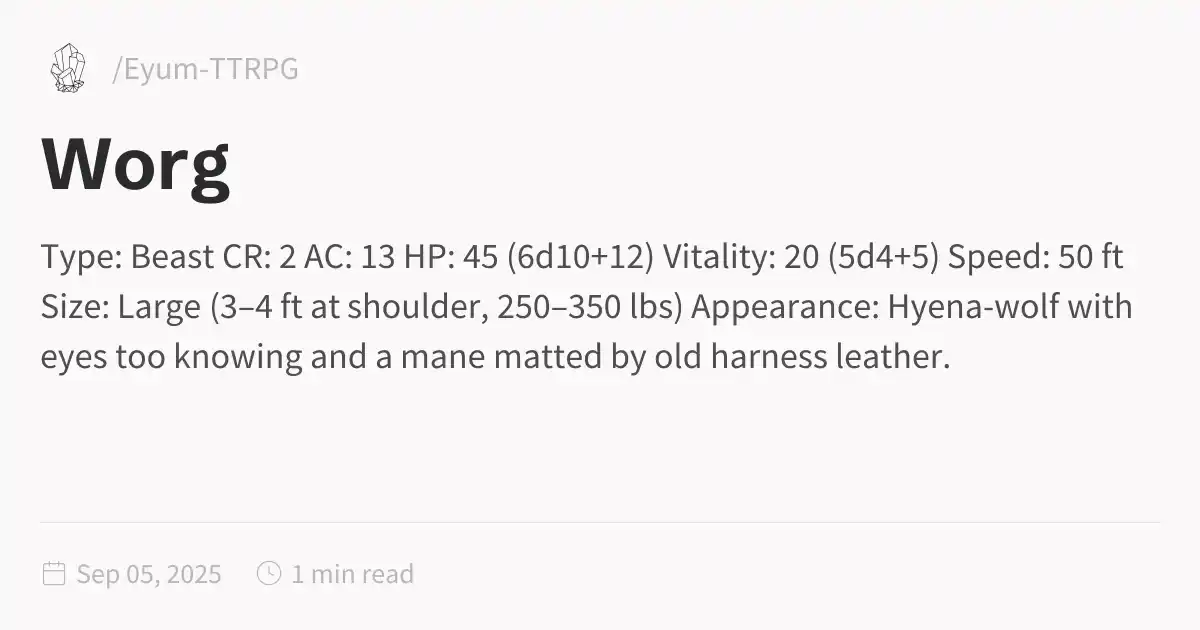 /Eyum-TTRPG
Worg
Type: Beast CR: 2 AC: 13 HP: 45 (6d10+12) Vitality: 20 (5d4+5) Speed: 50 ft
Size: Large (3–4 ft at shoulder, 250–350 lbs) Appearance: Hyena-wolf with
eyes too knowing and a mane matted by old harness leather.
Sep 05, 2025 1 min read